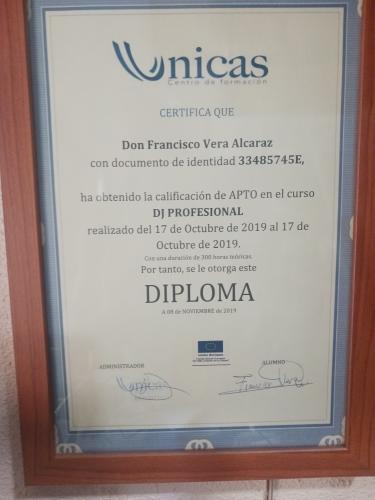 Unicas
Centro de formación
CERTIFICA QUE
Don Francisco Vera Alcaraz
con documento de identidad 33485745E,
ha obtenido la calificación de APTO en el curso
DJ PROFESIONAL
realizado del 17 de Octubre de 2019 al 17 de
Octubre de 2019.
Con una duración de 300 horas teóricas.
Por tanto, se le otorga este
DIPLOMA
A 08 de NOVIEMBRE de 2019
ADMINISTRADOR
ALUMNO
Unión Europea